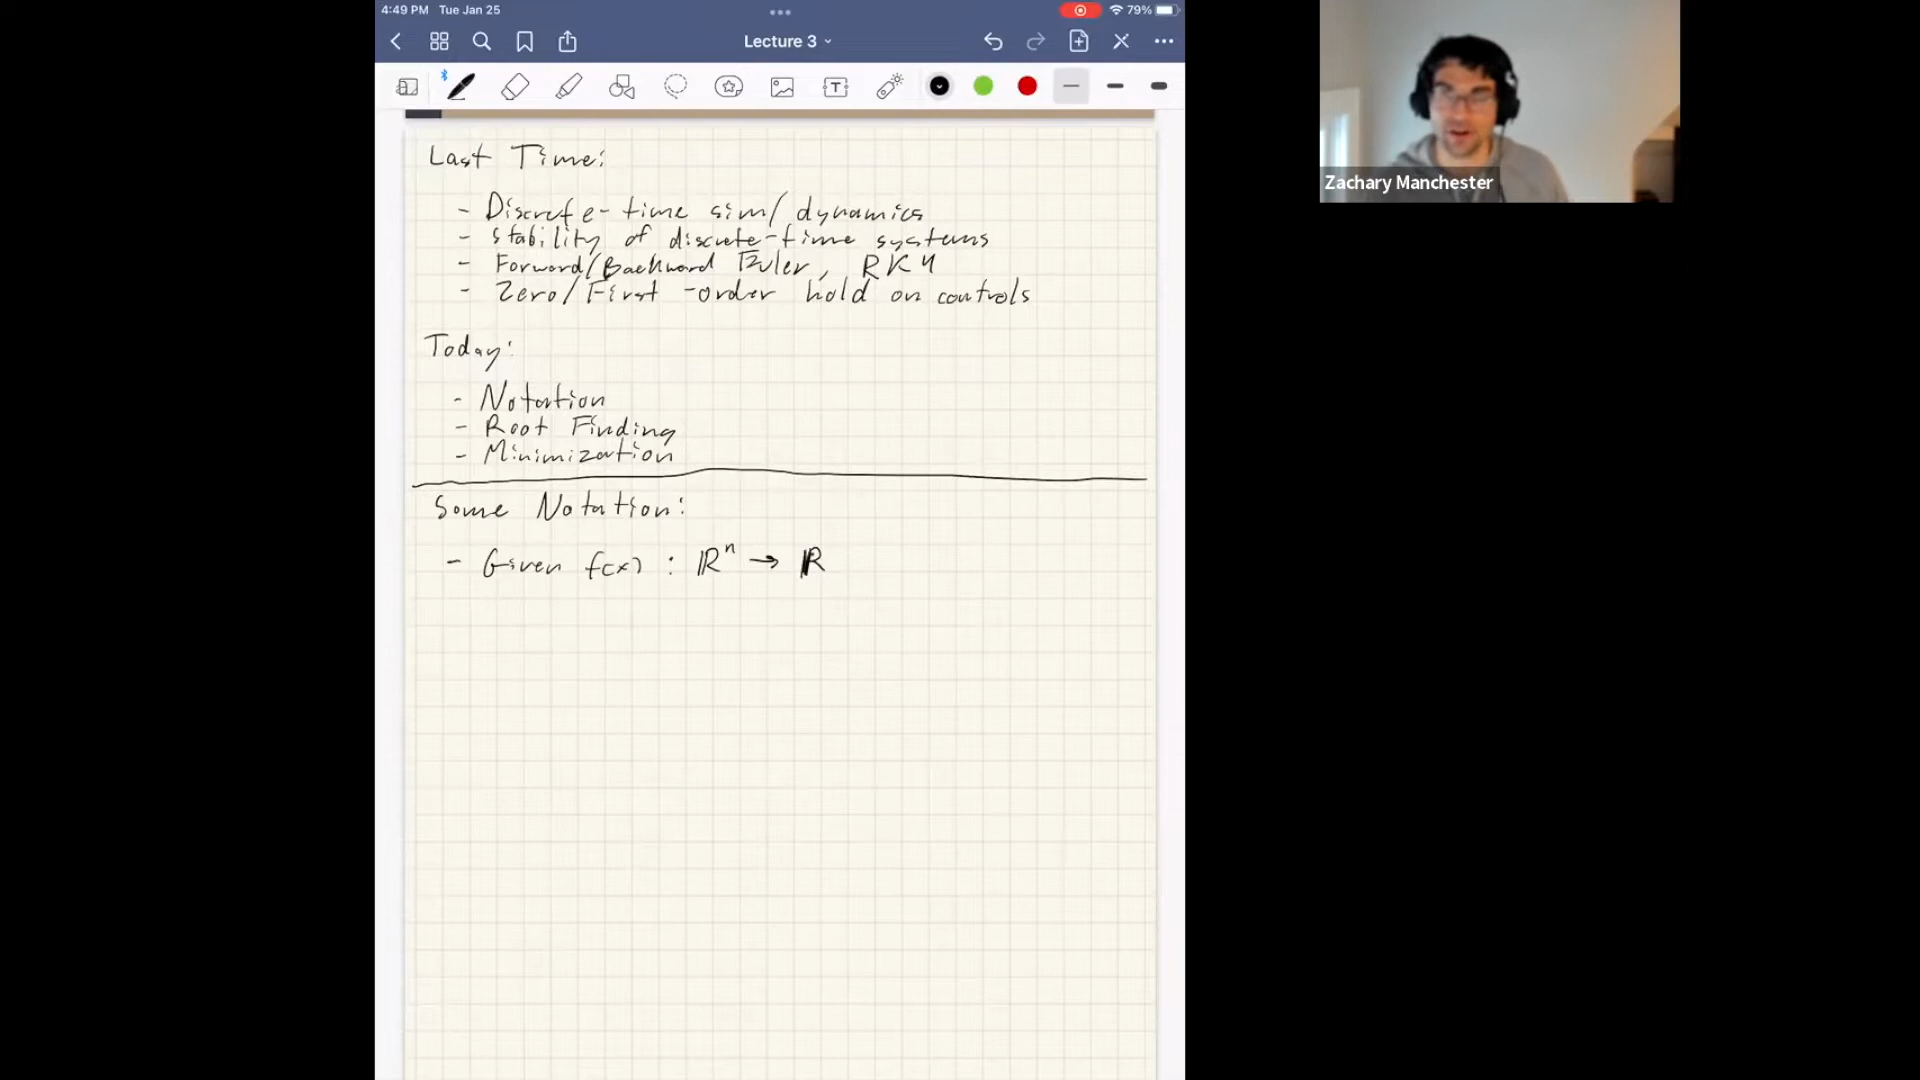 4:49 PM Tue Jan 25
79%
Lecture 3
T
Last Time:
- Discrete-time sim/dynamics
- Stability of discrete-time systems
- Forward/Backward Euler, RK4
- Zero/First-order hold on controls
Today:
- Notation
- Root Finding
- Minimization
Some Notation:
- Given f(x) : ℝⁿ → ℝ
Zachary Manchester